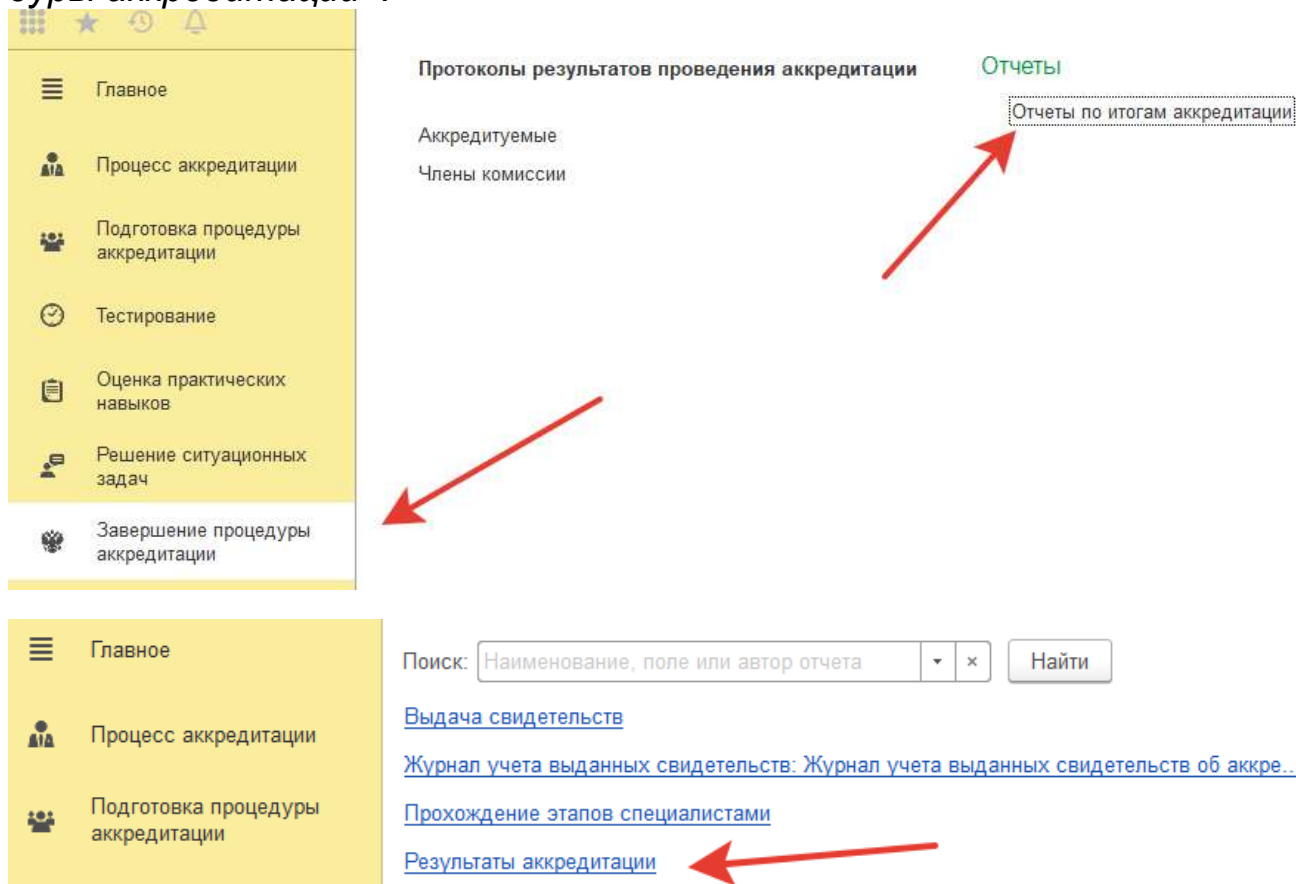 дуры аккредитации".
Главное
Процесс аккредитации
Подготовка процедуры
аккредитации
Тестирование
Оценка практических
навыков
Решение ситуационных
задач
Завершение процедуры
аккредитации
Протоколы результатов проведения аккредитации
Аккредитуемые
Члены комиссии
Отчеты
Отчеты по итогам аккредитации
Главное
Процесс аккредитации
Подготовка процедуры
аккредитации
Поиск: Наименование, поле или автор отчета Найти
Выдача свидетельств
Журнал учета выданных свидетельств: Журнал учета выданных свидетельств об аккре...
Прохождение этапов специалистами
Результаты аккредитации